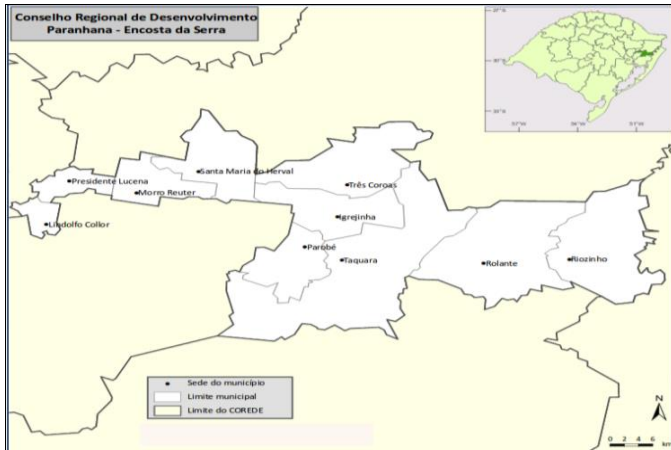 Conselho Regional de Desenvolvimento
Paranhana - Encosta da Serra
Santa Maria do Herval
Presidente Lucena
Três Coroas
Morro Reuter
Igrejinha
Lindolfo Collor
Parobé
Taquara
Rolante
Riozinho
Sede do município
Limite municipal
Limite do COREDE
N
0 2 4 6
km